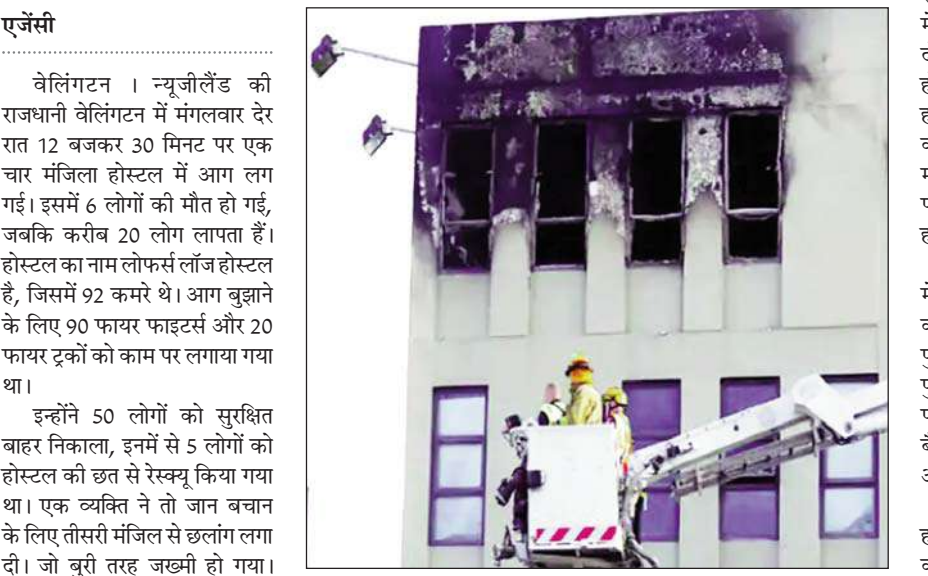 एजेंसी
वेलिंगटन । न्यूजीलैंड की
राजधानी वेलिंगटन में मंगलवार देर
रात 12 बजकर 30 मिनट पर एक
चार मंजिला होस्टल में आग लग
गई। इसमें 6 लोगों की मौत हो गई,
जबकि करीब 20 लोग लापता हैं।
होस्टल का नाम लोफर्स लॉज होस्टल
है, जिसमें 92 कमरे थे। आग बुझाने
के लिए 90 फायर फाइटर्स और 20
फायर ट्रकों को काम पर लगाया गया
था।
इन्होंने 50 लोगों को सुरक्षित
बाहर निकाला, इनमें से 5 लोगों को
होस्टल की छत से रेस्क्यू किया गया
था। एक व्यक्ति ने तो जान बचान
के लिए तीसरी मंजिल से छलांग लगा
दी। जो बुरी तरह जख्मी हो गया।